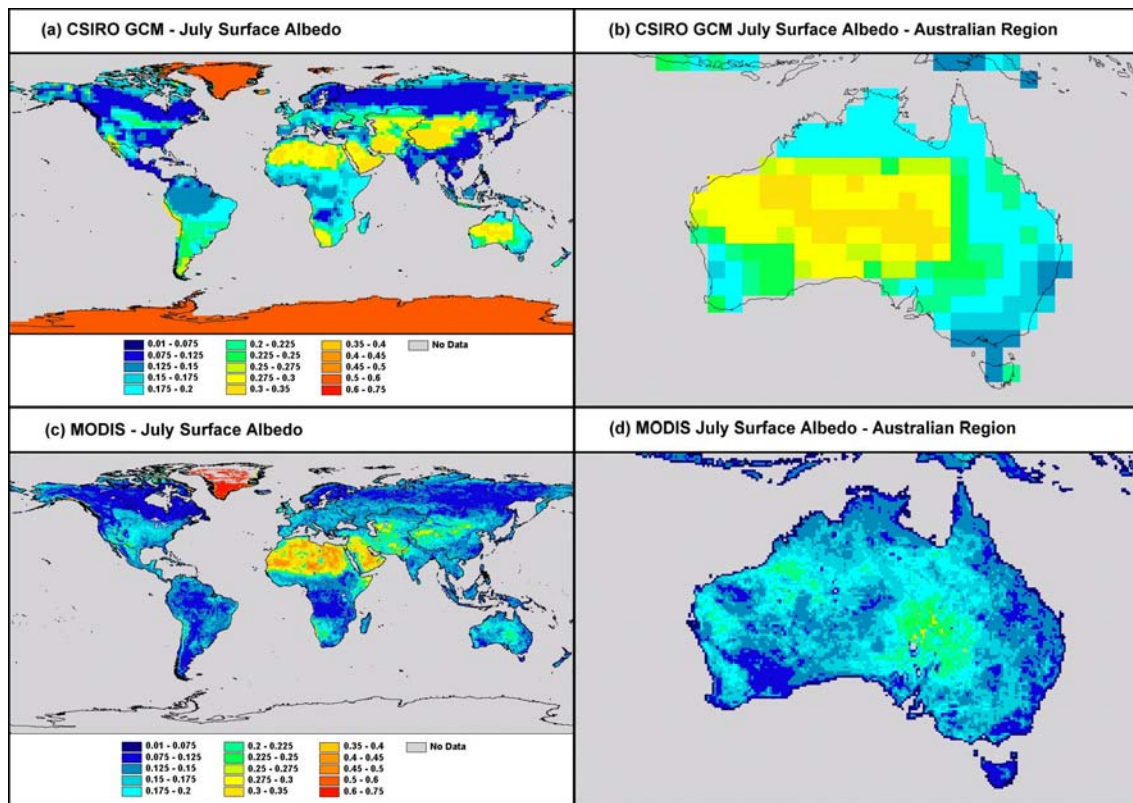 (a) CSIRO GCM - July Surface Albedo
(b) CSIRO GCM July Surface Albedo - Australian Region
0.01 - 0.075
0.075 - 0.125
0.125 - 0.15
0.15 - 0.175
0.175 - 0.2
0.2 - 0.225
0.225 - 0.25
0.25 - 0.275
0.275 - 0.3
0.3 - 0.35
0.35 - 0.4
0.4 - 0.45
0.45 - 0.5
0.5 - 0.6
0.6 - 0.75
No Data
(c) MODIS - July Surface Albedo
(d) MODIS July Surface Albedo - Australian Region
0.01 - 0.075
0.075 - 0.125
0.125 - 0.15
0.15 - 0.175
0.175 - 0.2
0.2 - 0.225
0.225 - 0.25
0.25 - 0.275
0.275 - 0.3
0.3 - 0.35
0.35 - 0.4
0.4 - 0.45
0.45 - 0.5
0.5 - 0.6
0.6 - 0.75
No Data